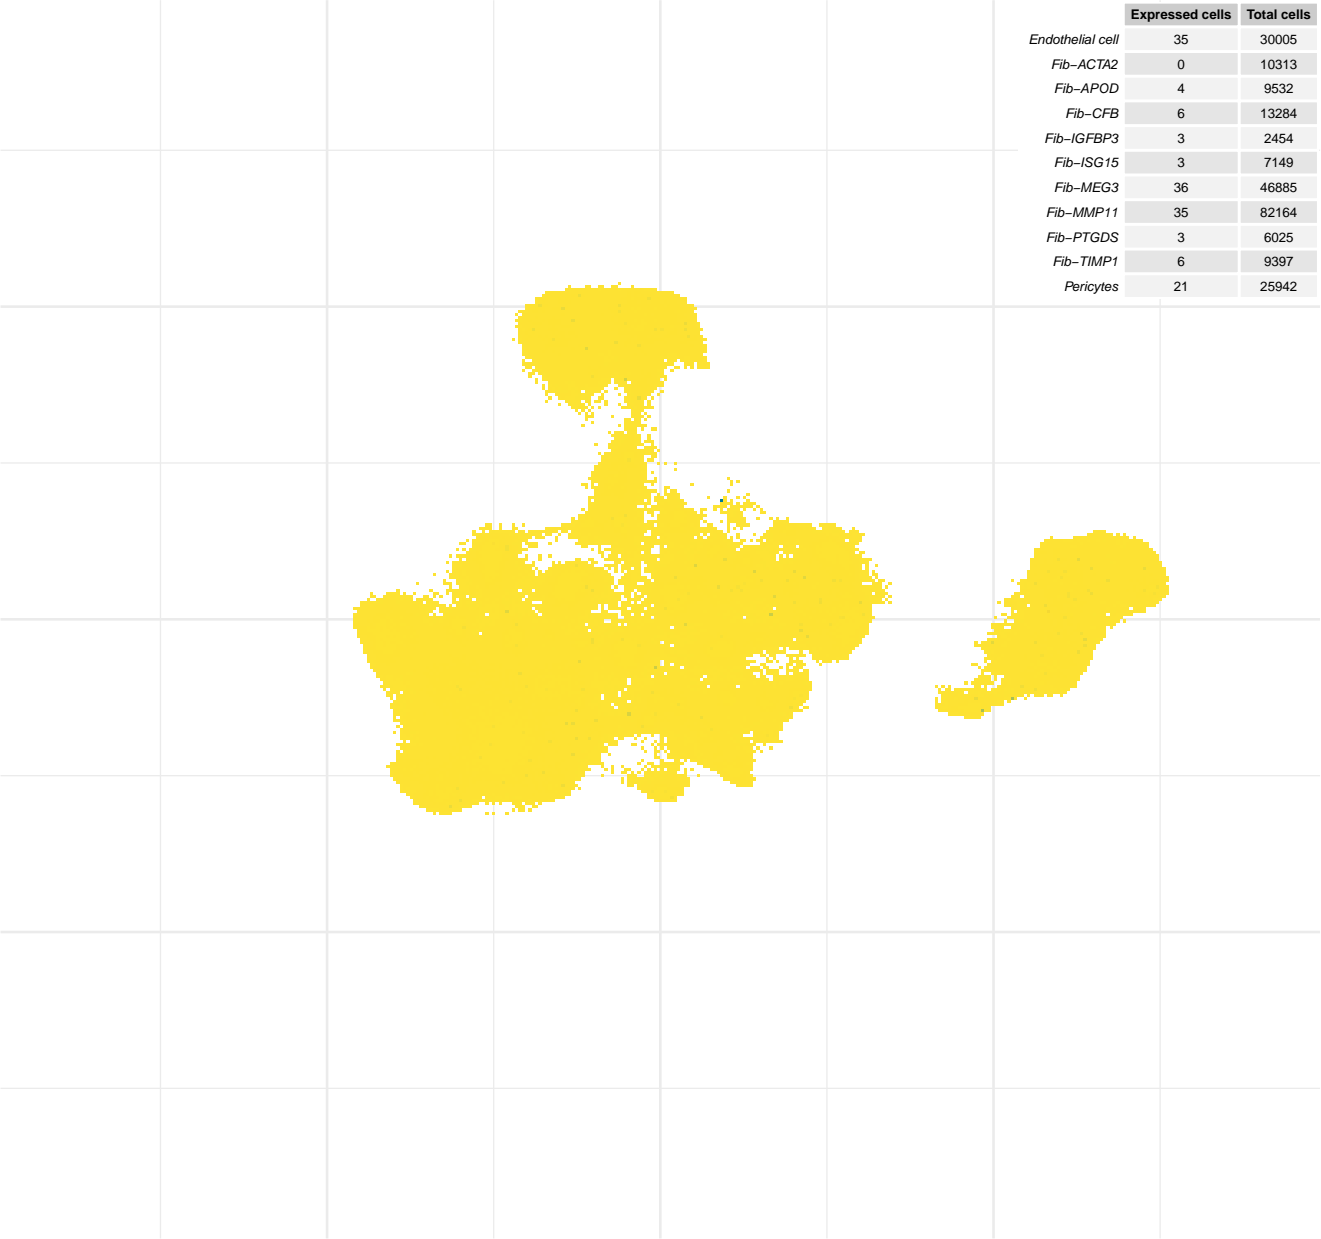 Expressed cells Total cells
Endothelial cell 35 30005
Fib−ACTA2 0 10313
Fib−APOD 4 9532
Fib−CFB 6 13284
Fib−IGFBP3 3 2454
Fib−ISG15 3 7149
Fib−MEG3 36 46885
Fib−MMP11 35 82164
Fib−PTGDS 3 6025
Fib−TIMP1 6 9397
Pericytes 21 25942